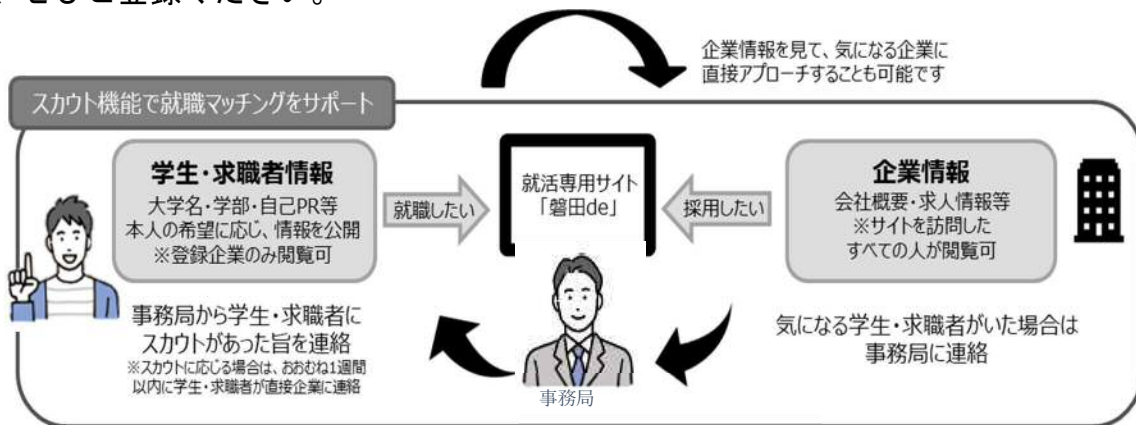 ぜひご登録ください。
企業情報を見て、気になる企業に
直接アプローチすることも可能です
スカウト機能で就職マッチングをサポート
学生・求職者情報
大学名・学部・自己PR等
本人の希望に応じ、情報を公開
※登録企業のみ閲覧可
就職したい
就活専用サイト
「磐田de」
採用したい
企業情報
会社概要・求人情報等
※サイトを訪問した
すべての人が閲覧可
事務局から学生・求職者に
スカウトがあった旨を連絡
※スカウトに応じる場合は、おおむね1週間
以内に学生・求職者が直接企業に連絡
事務局
気になる学生・求職者がいた場合は
事務局に連絡